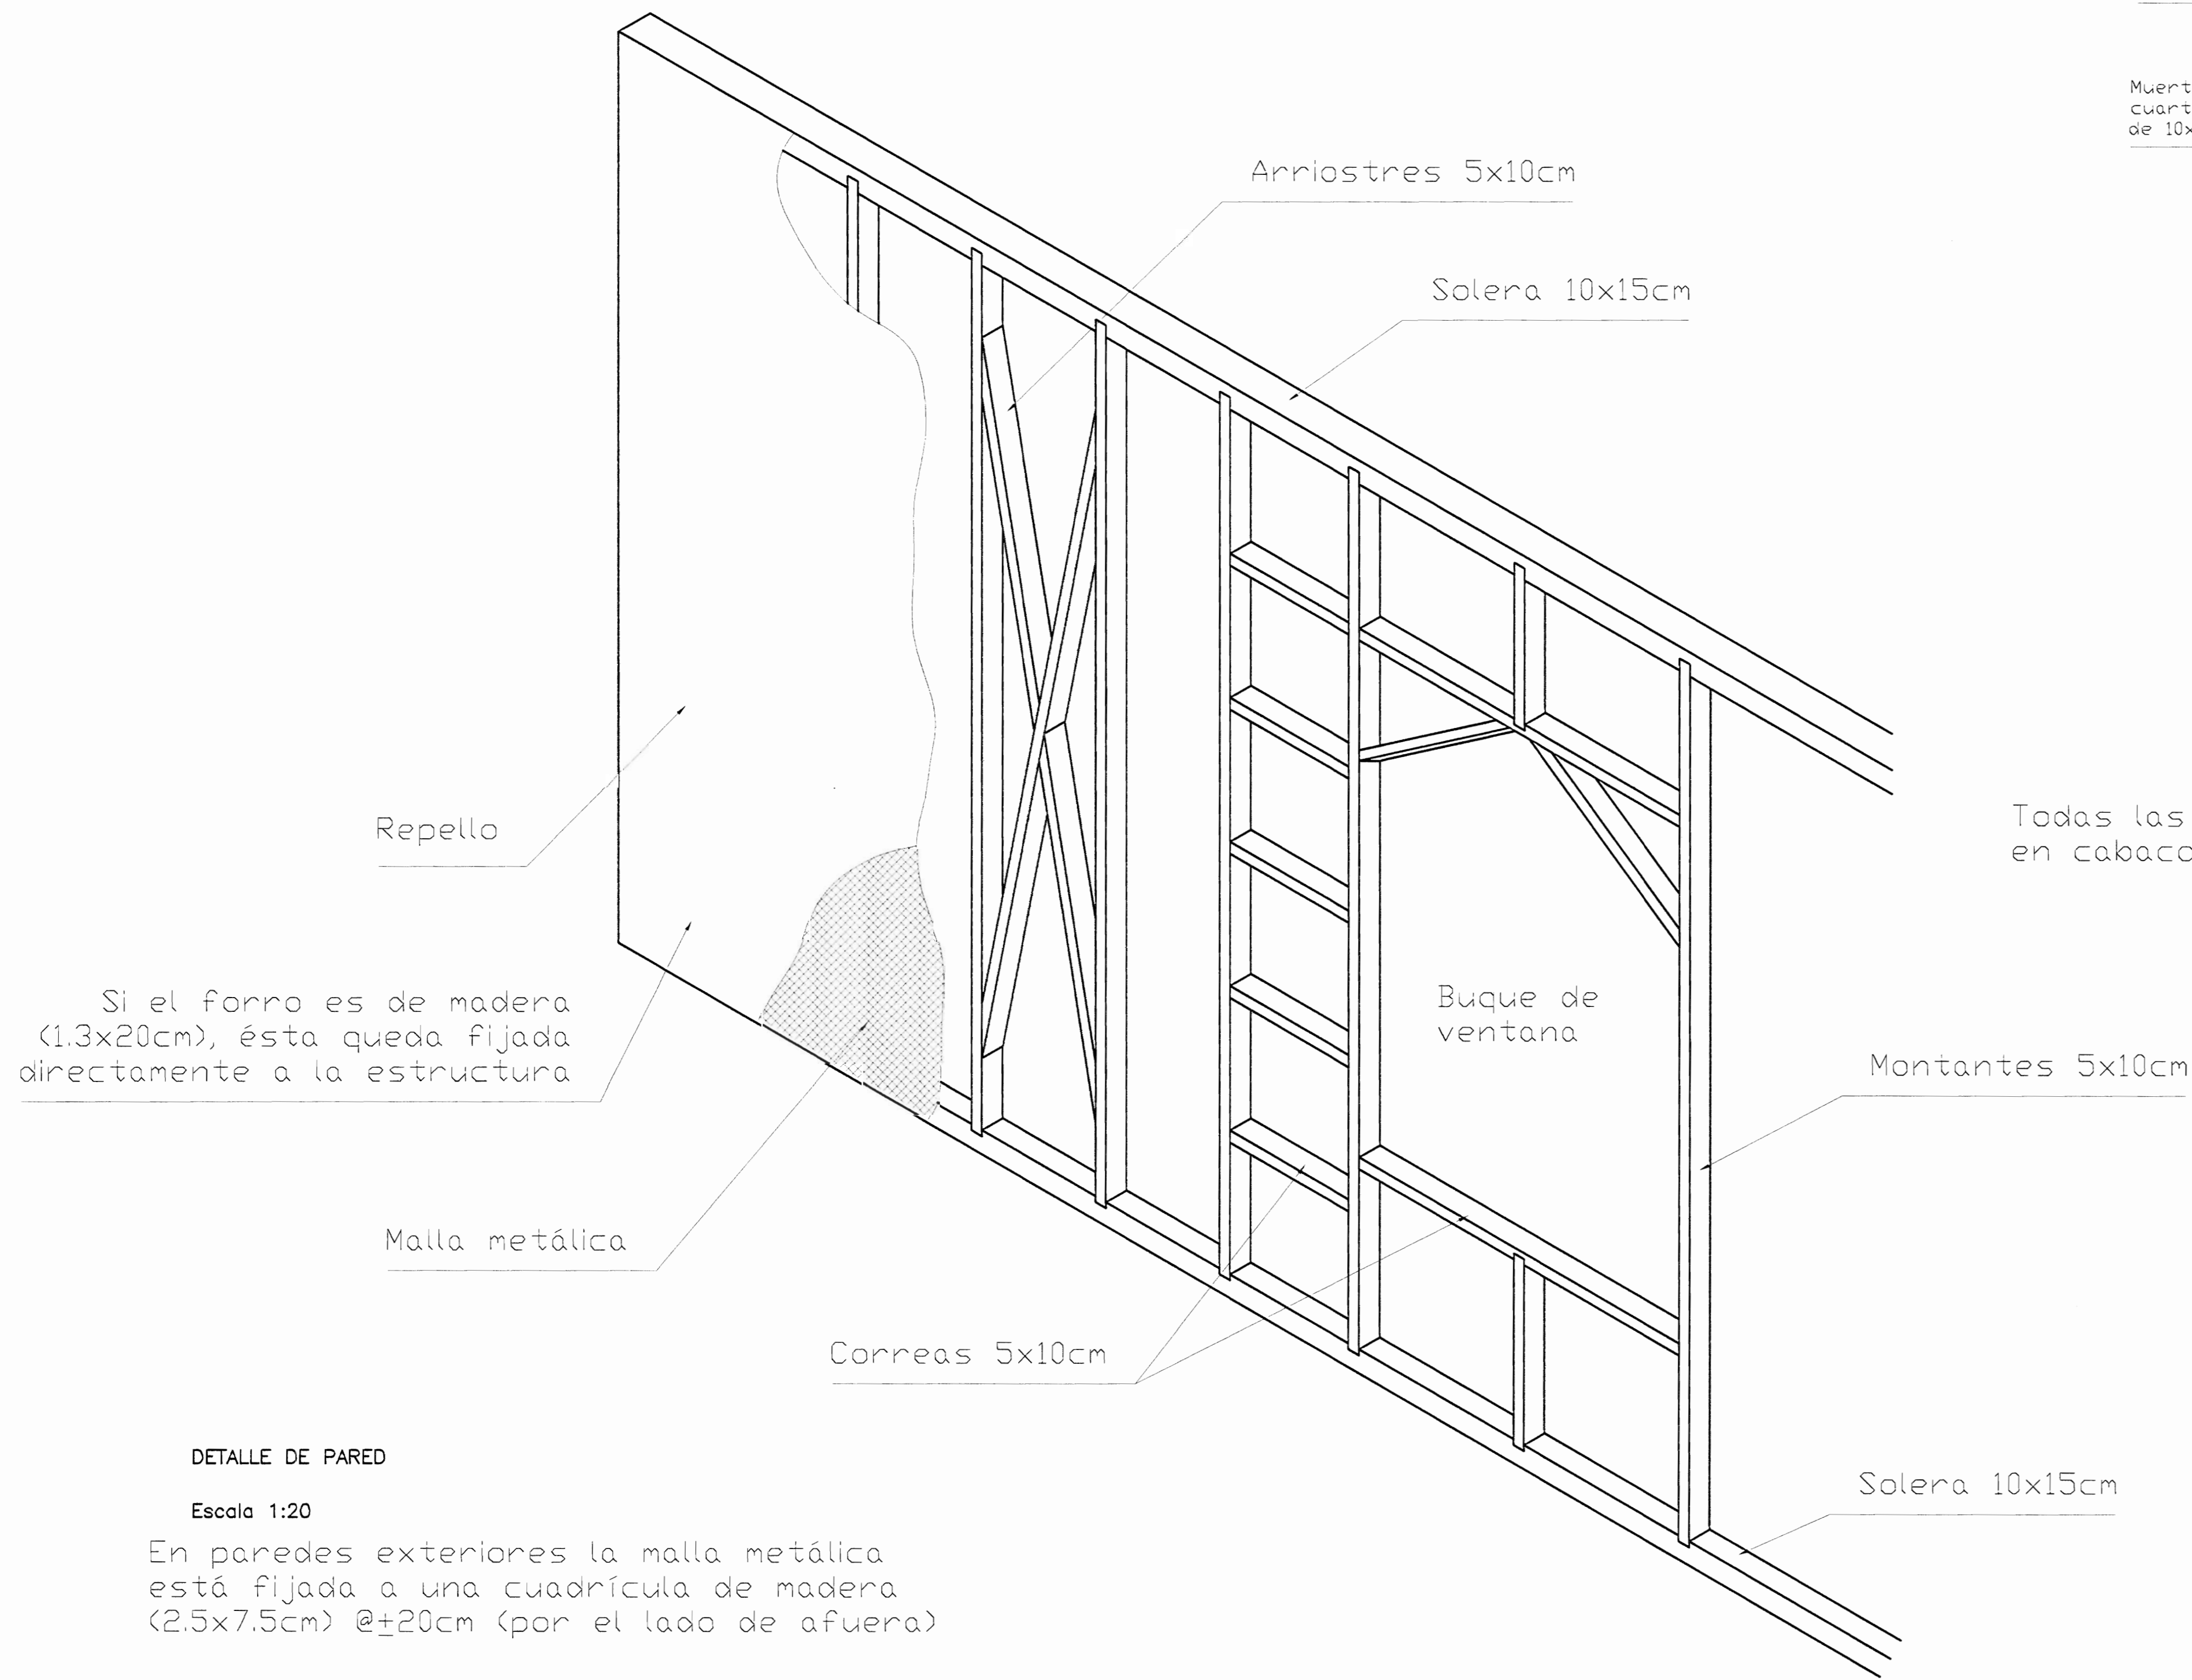 Muert
cuart
de 10x
Arriostres 5x10cm
Solera 10x15cm
Repello
Todas las
en cabaco
Si el forro es de madera
(1.3x20cm), ésta queda fijada
directamente a la estructura
Buque de
ventana
Montantes 5x10cm
Malla metálica
Correas 5x10cm
DETALLE DE PARED
Escala 1:20
Solera 10x15cm
En paredes exteriores la malla metálica
está fijada a una cuadrícula de madera
(2.5x7.5cm) @±20cm (por el lado de afuera)